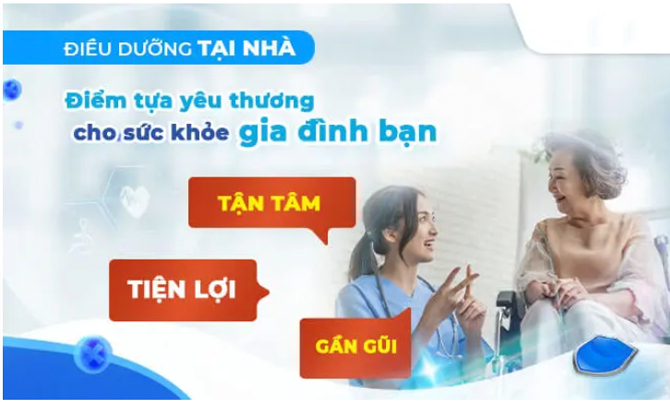 ĐIỀU DƯỠNG TẠI NHÀ
Điểm tựa yêu thương
cho sức khỏe gia đình bạn
TẬN TÂM
TIỆN LỢI
GẦN GŨI